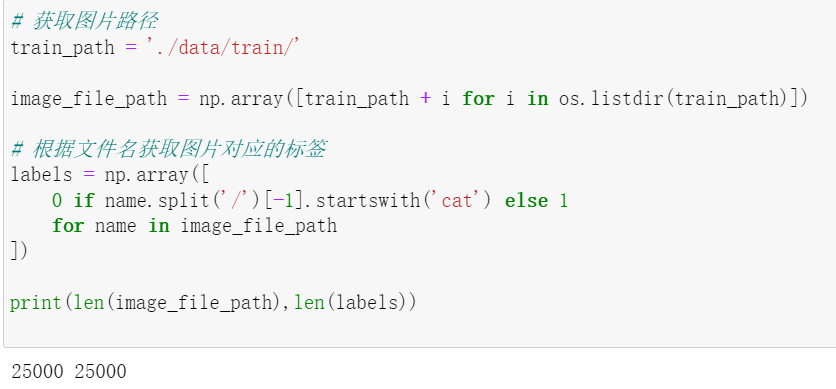 # 获取图片路径
train_path = './data/train/'
image_file_path = np.array([train_path + i for i in os.listdir(train_path)])
# 根据文件名获取图片对应的标签
labels = np.array([
    0 if name.split('/')[-1].startswith('cat') else 1
    for name in image_file_path
])
print(len(image_file_path),len(labels))
25000 25000